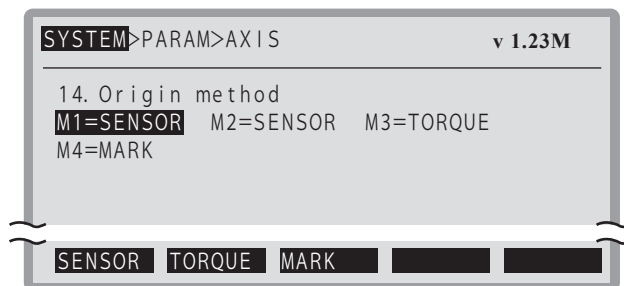 SYSTEM>PARAM>AXIS v 1.23M
14. Origin method
M1=SENSOR M2=SENSOR M3=TORQUE
M4=MARK
SENSOR TORQUE MARK